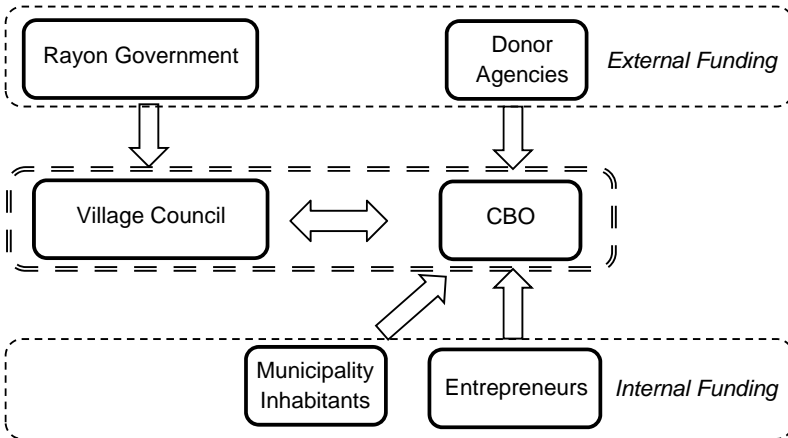 Rayon Government
Donor
Agencies
External Funding
Village Council
CBO
Municipality
Inhabitants
Entrepreneurs
Internal Funding